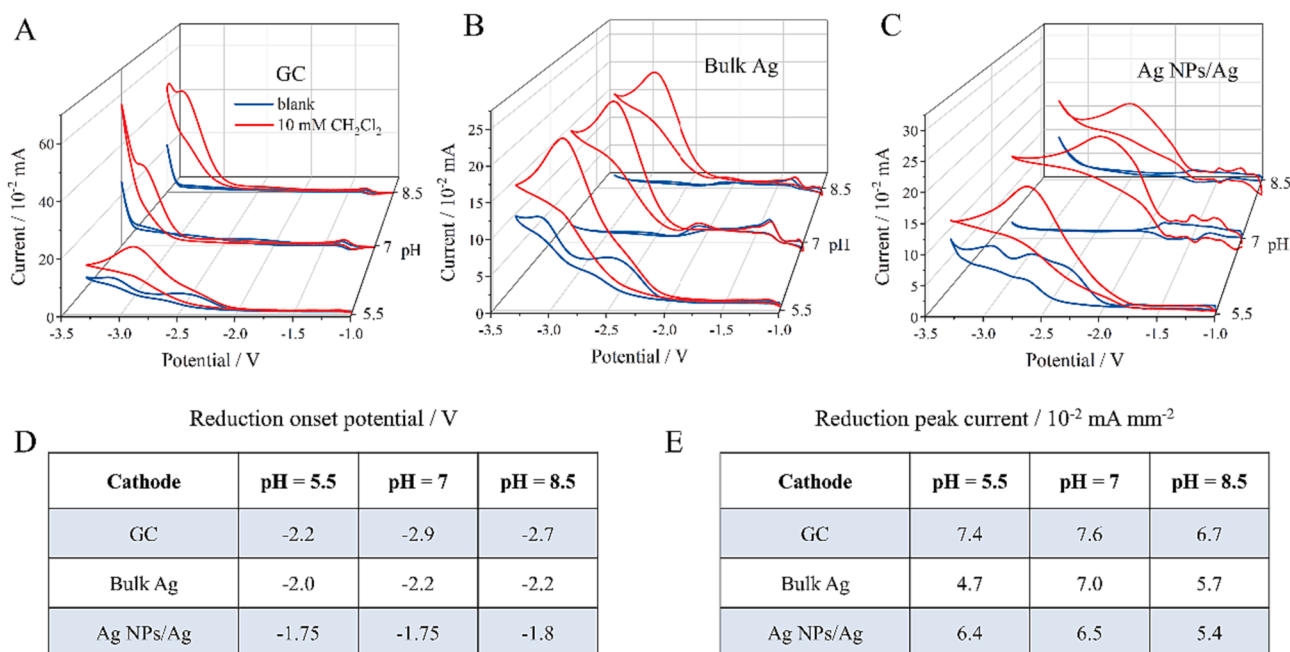 A
GC
blank
10 mM CH₂Cl₂
Current / 10⁻² mA
60
40
20
0
-3.5
-3.0
-2.5
-2.0
-1.5
-1.0
Potential / V
8.5
7
pH
5.5
B
Bulk Ag
Current / 10⁻² mA
25
20
15
10
5
0
-3.5
-3.0
-2.5
-2.0
-1.5
-1.0
Potential / V
8.5
7
pH
5.5
C
Ag NPs/Ag
Current / 10⁻² mA
30
25
20
15
10
5
0
-3.5
-3.0
-2.5
-2.0
-1.5
-1.0
Potential / V
8.5
7
pH
5.5
D
Reduction onset potential / V
Cathode pH = 5.5 pH = 7 pH = 8.5
GC -2.2 -2.9 -2.7
Bulk Ag -2.0 -2.2 -2.2
Ag NPs/Ag -1.75 -1.75 -1.8
E
Reduction peak current / 10⁻² mA mm⁻²
Cathode pH = 5.5 pH = 7 pH = 8.5
GC 7.4 7.6 6.7
Bulk Ag 4.7 7.0 5.7
Ag NPs/Ag 6.4 6.5 5.4